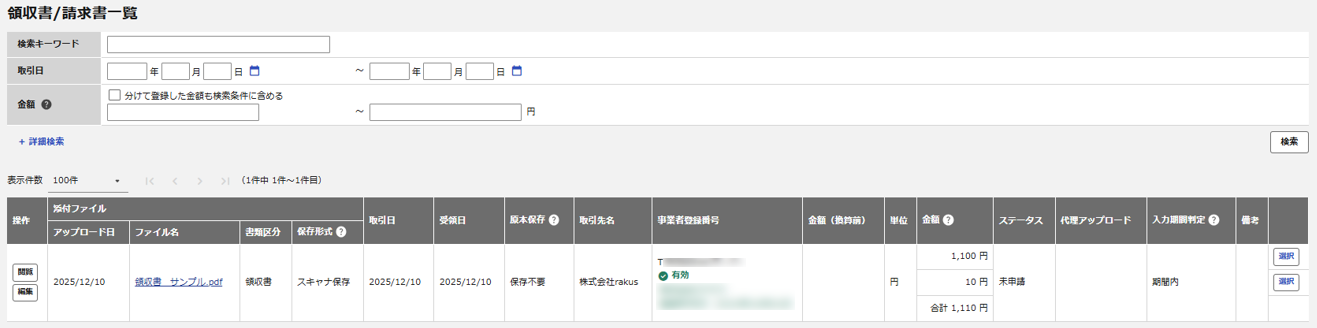 領収書/請求書一覧
検索キーワード
取引日 年 月 日 ～ 年 月 日
金額 ? 分けて登録した金額も検索条件に含める
～ 円
+ 詳細検索
検索
表示件数 100件 (1件中 1件～1件目)
操作 添付ファイル 取引日 受領日 原本保存 ? 取引先名 事業者登録番号 金額（換算前） 単位 金額 ? ステータス 代理アップロード 入力期間判定 ? 備考
アップロード日 ファイル名 書類区分 保存形式 ?
閲覧 編集 2025/12/10 領収書　サンプル.pdf 領収書 スキャナ保存 2025/12/10 2025/12/10 保存不要 株式会社rakus
T
有効
円
1,100 円
10 円
合計 1,110 円
未申請
期間内
選択
選択